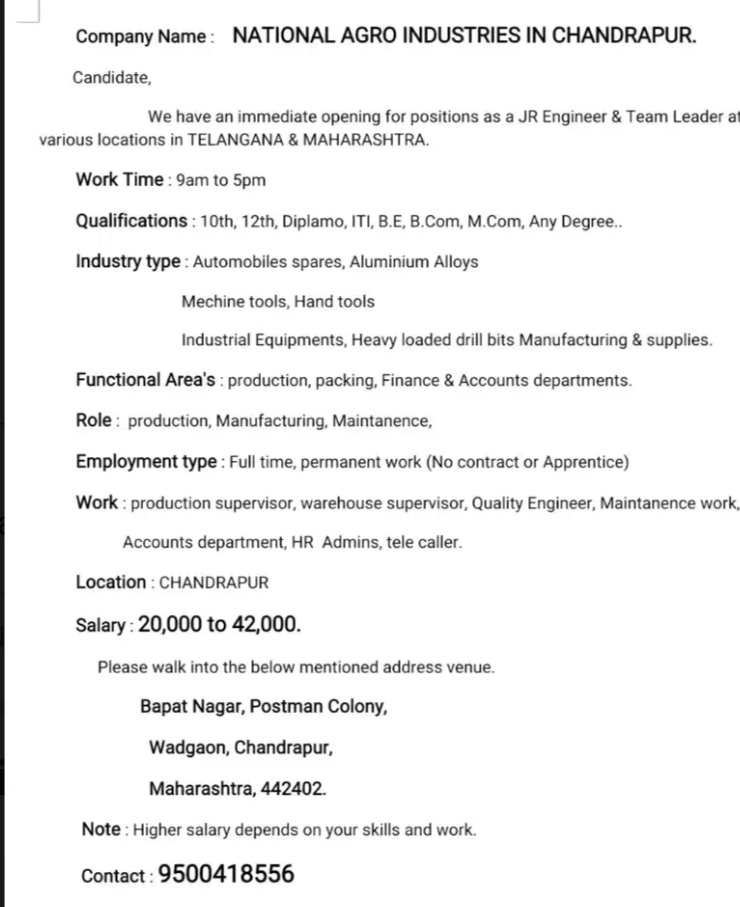 Company Name : NATIONAL AGRO INDUSTRIES IN CHANDRAPUR.
Candidate,
We have an immediate opening for positions as a JR Engineer & Team Leader at
various locations in TELANGANA & MAHARASHTRA.
Work Time : 9am to 5pm
Qualifications : 10th, 12th, Diplamo, ITI, B.E, B.Com, M.Com, Any Degree..
Industry type : Automobiles spares, Aluminium Alloys
Mechine tools, Hand tools
Industrial Equipments, Heavy loaded drill bits Manufacturing & supplies.
Functional Area's : production, packing, Finance & Accounts departments.
Role : production, Manufacturing, Maintanence,
Employment type : Full time, permanent work (No contract or Apprentice)
Work : production supervisor, warehouse supervisor, Quality Engineer, Maintanence work,
Accounts department, HR Admins, tele caller.
Location : CHANDRAPUR
Salary : 20,000 to 42,000.
Please walk into the below mentioned address venue.
Bapat Nagar, Postman Colony,
Wadgaon, Chandrapur,
Maharashtra, 442402.
Note : Higher salary depends on your skills and work.
Contact : 9500418556